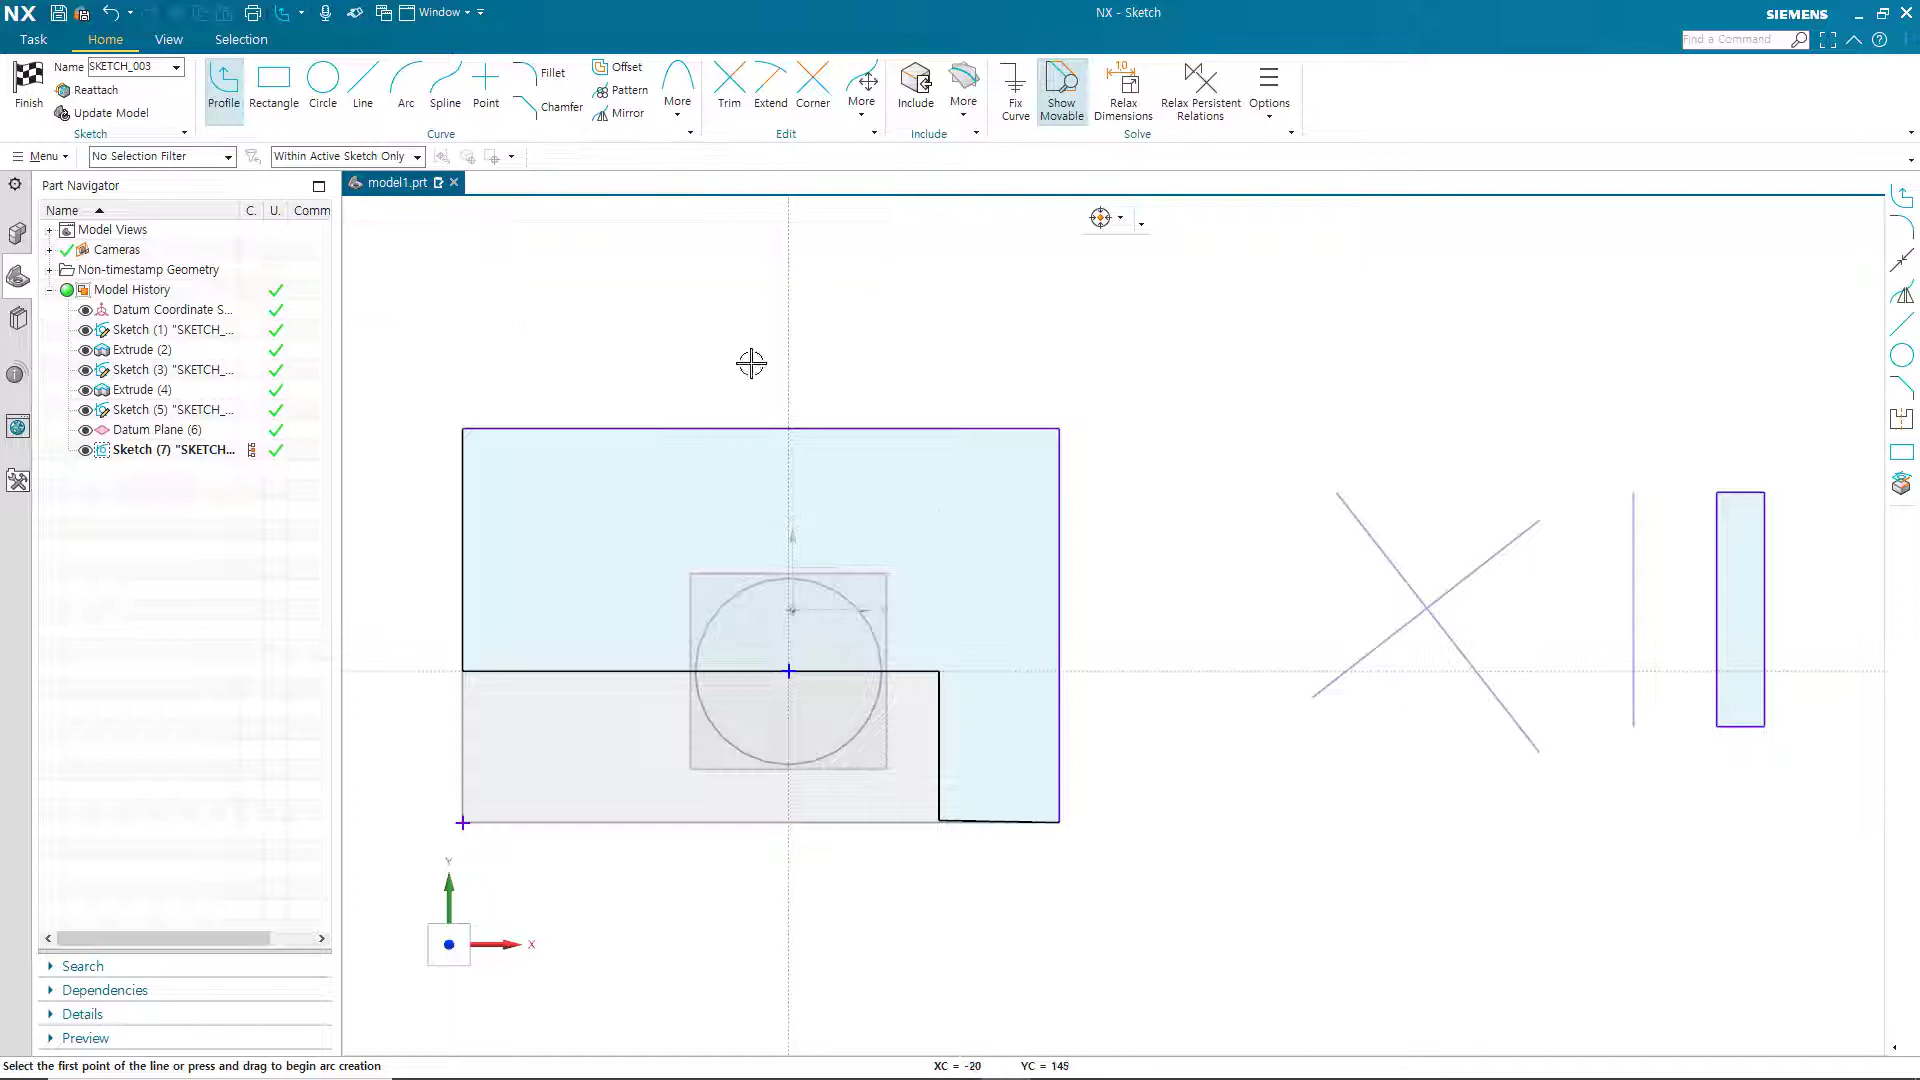 NX
Window
NX - Sketch
SIEMENS
Task
Home
View
Selection
Find a Command
Finish
Name
SKETCH_003
Reattach
Update Model
Sketch
Profile
Rectangle
Circle
Line
Arc
Spline
Point
Fillet
Chamfer
Offset
Pattern
Mirror
More
Curve
Trim
Extend
Corner
More
Edit
Include
More
Include
Fix
Curve
Show
Movable
Relax
Dimensions
Relax Persistent
Relations
Options
Solve
Menu
No Selection Filter
Within Active Sketch Only
Part Navigator
model1.prt
Name
C.
U.
Comm
Model Views
Cameras
Non-timestamp Geometry
Model History
Datum Coordinate S...
Sketch (1) "SKETCH_...
Extrude (2)
Sketch (3) "SKETCH_...
Extrude (4)
Sketch (5) "SKETCH_...
Datum Plane (6)
Sketch (7) "SKETCH...
Y
X
Search
Dependencies
Details
Preview
Select the first point of the line or press and drag to begin arc creation
XC = -20
YC = 145